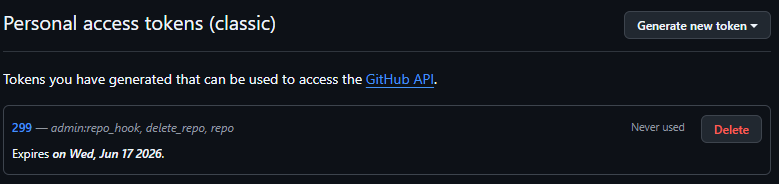 Personal access tokens (classic)
Generate new token
Tokens you have generated that can be used to access the GitHub API.
299 — admin:repo_hook, delete_repo, repo
Never used
Delete
Expires on Wed, Jun 17 2026.